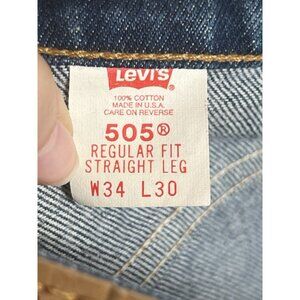 Levi's
100% COTTON
MADE IN U.S.A.
CARE ON REVERSE
505®
REGULAR FIT
STRAIGHT LEG
W34 L30